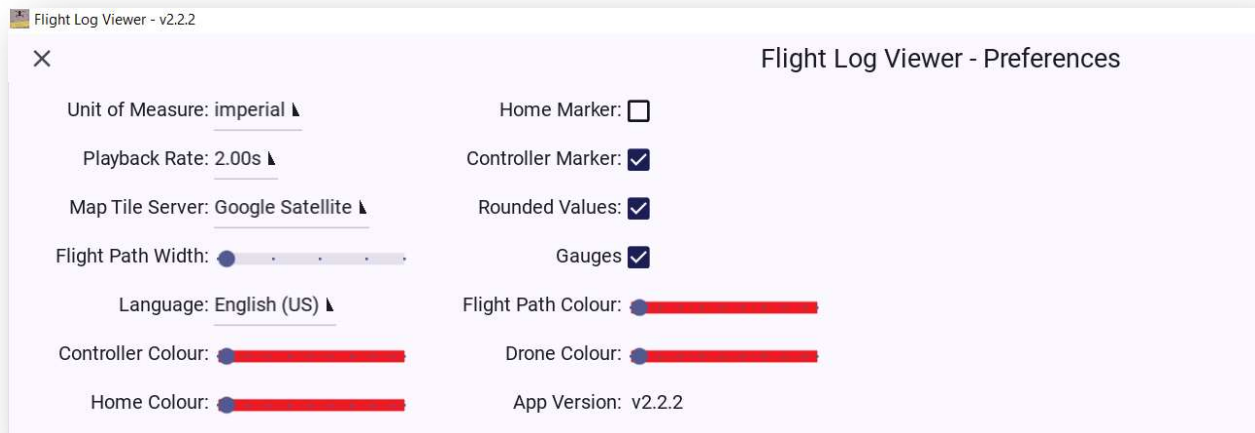 Flight Log Viewer - v2.2.2
Flight Log Viewer - Preferences
Unit of Measure: imperial
Home Marker:
Playback Rate: 2.00s
Controller Marker:
Map Tile Server: Google Satellite
Rounded Values:
Flight Path Width:
Gauges
Language: English (US)
Flight Path Colour:
Controller Colour:
Drone Colour:
Home Colour:
App Version: v2.2.2